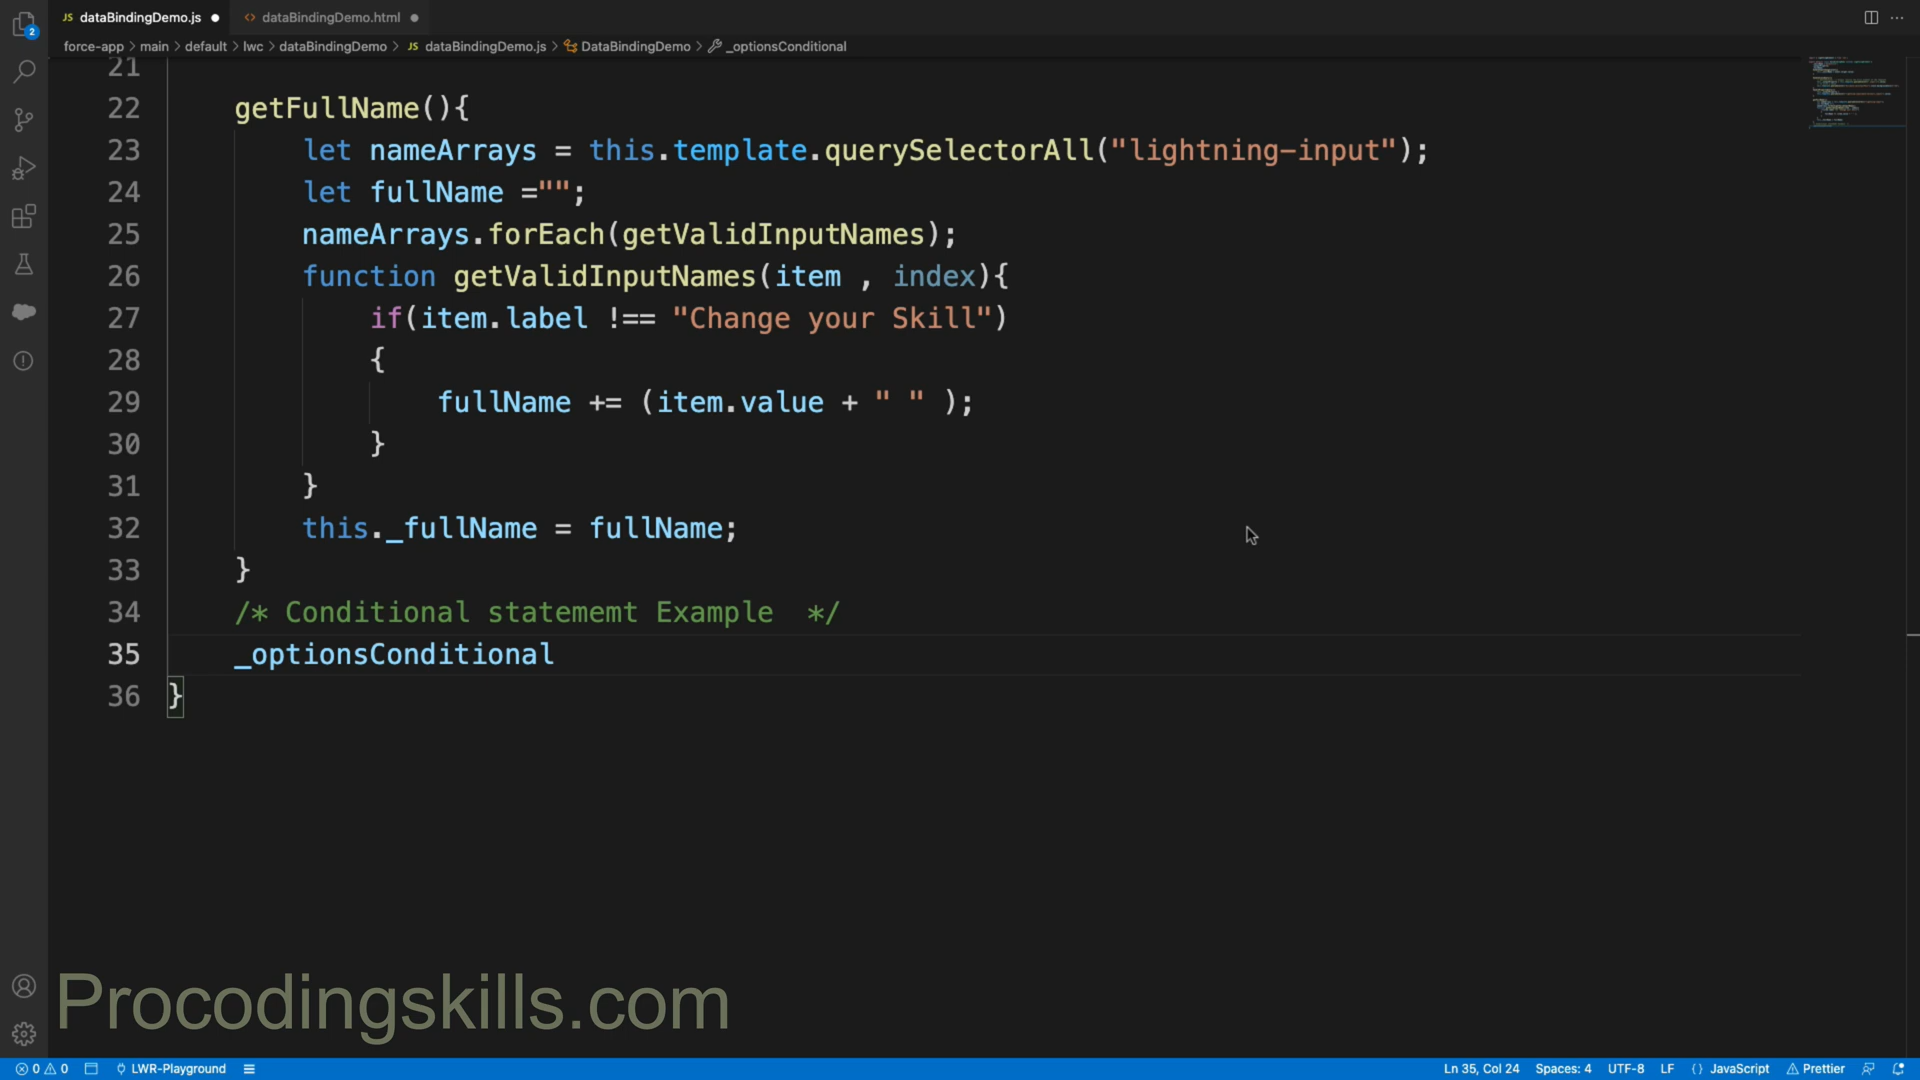 JS dataBindingDemo.js
<> dataBindingDemo.html
force-app > main > default > lwc > dataBindingDemo > JS dataBindingDemo.js > DataBindingDemo > _optionsConditional
21
22 getFullName(){
23 let nameArrays = this.template.querySelectorAll("lightning-input");
24 let fullName ="";
25 nameArrays.forEach(getValidInputNames);
26 function getValidInputNames(item , index){
27 if(item.label !== "Change your Skill")
28 {
29 fullName += (item.value + " " );
30 }
31 }
32 this._fullName = fullName;
33 }
34 /* Conditional statememt Example  */
35 _optionsConditional
36 }
2
Procodingskills.com
0 0 LWR-Playground
Ln 35, Col 24 Spaces: 4 UTF-8 LF {} JavaScript Prettier